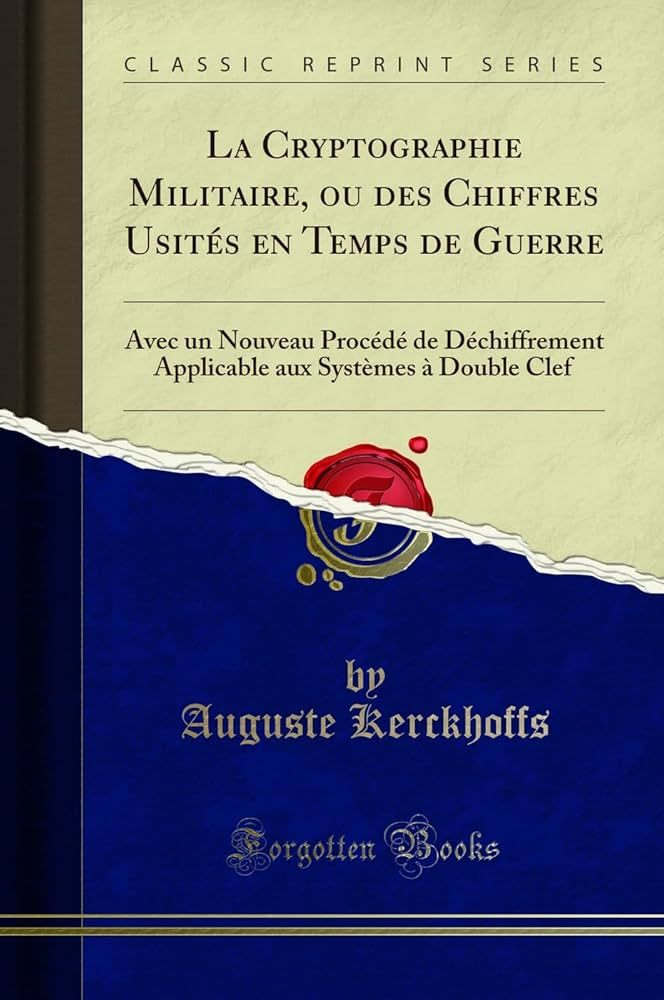 CLASSIC REPRINT SERIES
La Cryptographie
Militaire, ou des Chiffres
Usités en Temps de Guerre
Avec un Nouveau Procédé de Déchiffrement
Applicable aux Systèmes à Double Clef
F
by
Auguste Kerckhoffs
Forgotten Books